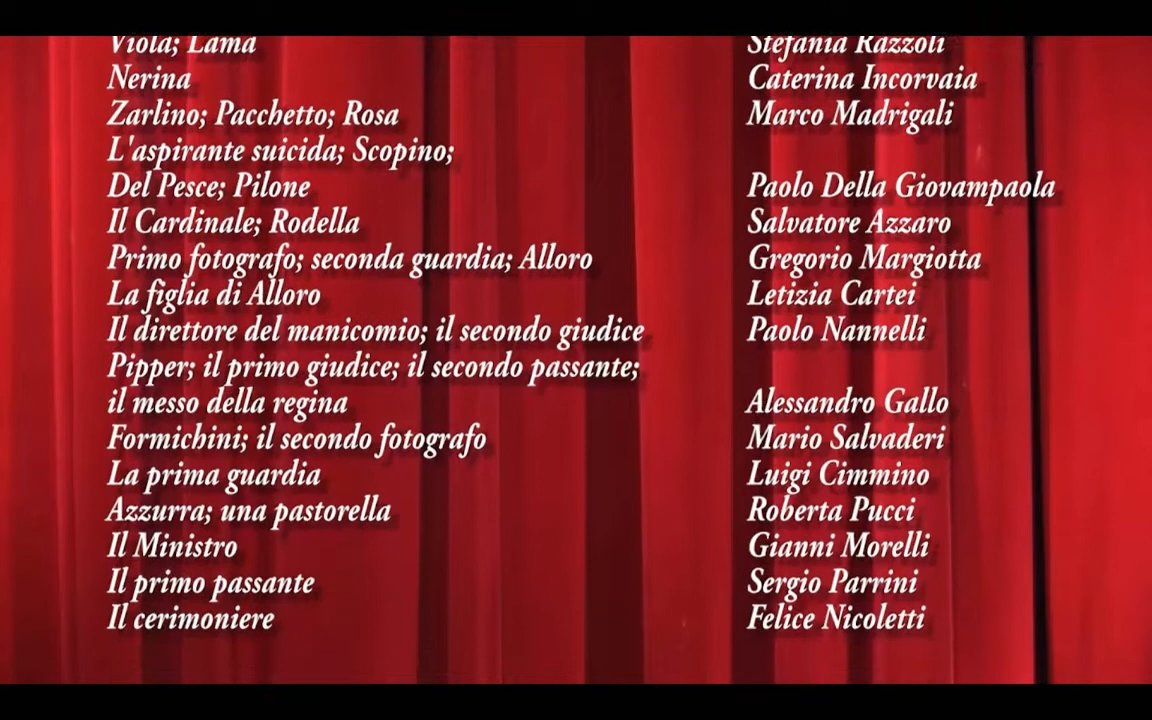 Viola; Lama Stefania Razzoli
Nerina Caterina Incorvaia
Zarlino; Pacchetto; Rosa Marco Madrigali
L'aspirante suicida; Scopino;
Del Pesce; Pilone Paolo Della Giovampaola
Il Cardinale; Rodella Salvatore Azzaro
Primo fotografo; seconda guardia; Alloro Gregorio Margiotta
La figlia di Alloro Letizia Cartei
Il direttore del manicomio; il secondo giudice Paolo Nannelli
Pipper; il primo giudice; il secondo passante;
il messo della regina Alessandro Gallo
Formichini; il secondo fotografo Mario Salvaderi
La prima guardia Luigi Cimmino
Azzurra; una pastorella Roberta Pucci
Il Ministro Gianni Morelli
Il primo passante Sergio Parrini
Il cerimoniere Felice Nicoletti